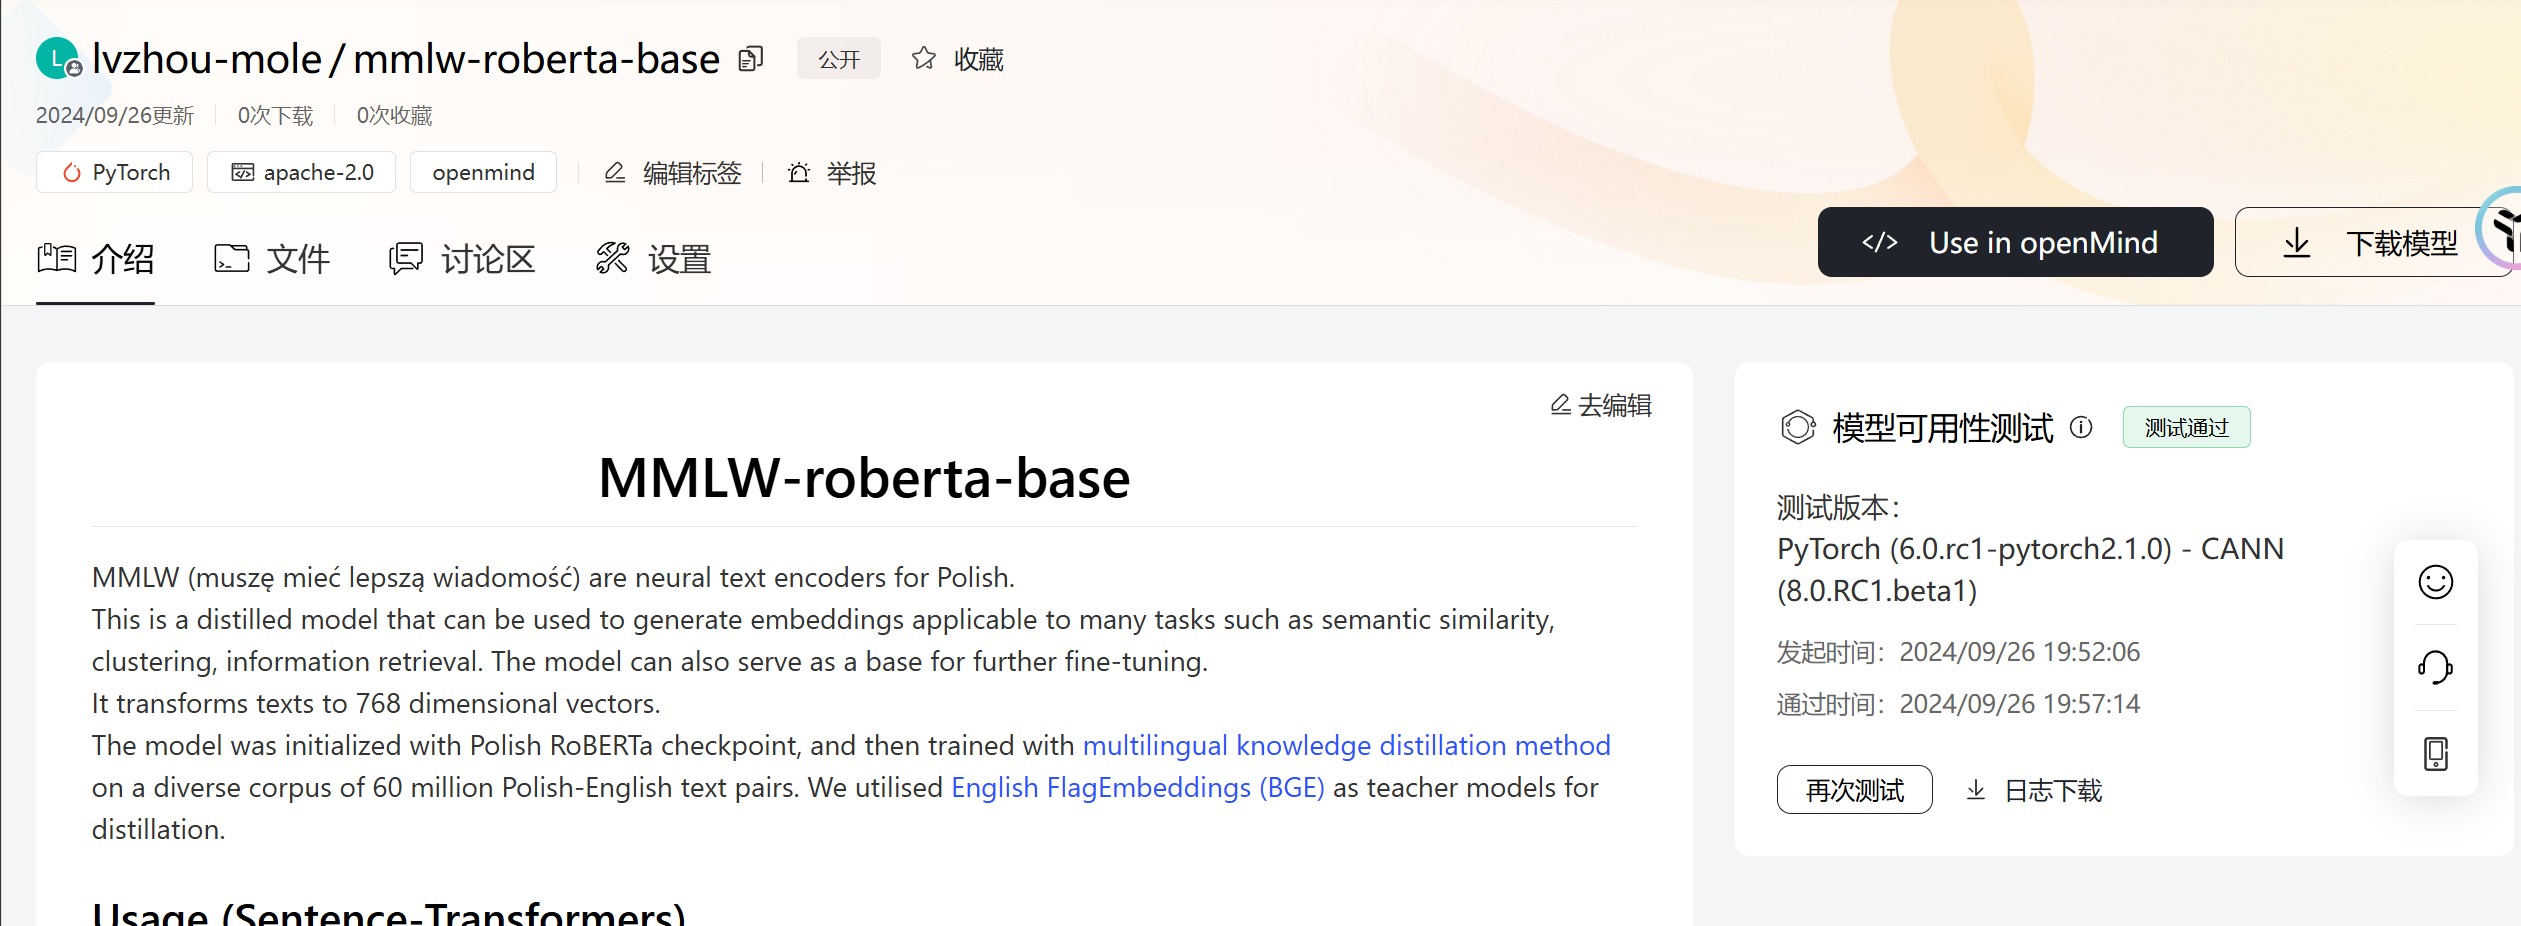 L lvzhou-mole / mmlw-roberta-base 公开 收藏
2024/09/26更新 0次下载 0次收藏
PyTorch apache-2.0 openmind 编辑标签 举报
介绍 文件 讨论区 设置
Use in openMind 下载模型
去编辑
MMLW-roberta-base
MMLW (muszę mieć lepszą wiadomość) are neural text encoders for Polish.
This is a distilled model that can be used to generate embeddings applicable to many tasks such as semantic similarity,
clustering, information retrieval. The model can also serve as a base for further fine-tuning.
It transforms texts to 768 dimensional vectors.
The model was initialized with Polish RoBERTa checkpoint, and then trained with multilingual knowledge distillation method
on a diverse corpus of 60 million Polish-English text pairs. We utilised English FlagEmbeddings (BGE) as teacher models for
distillation.
Usage (Sentence-Transformers)
模型可用性测试 测试通过
测试版本：
PyTorch (6.0.rc1-pytorch2.1.0) - CANN
(8.0.RC1.beta1)
发起时间：2024/09/26 19:52:06
通过时间：2024/09/26 19:57:14
再次测试 日志下载